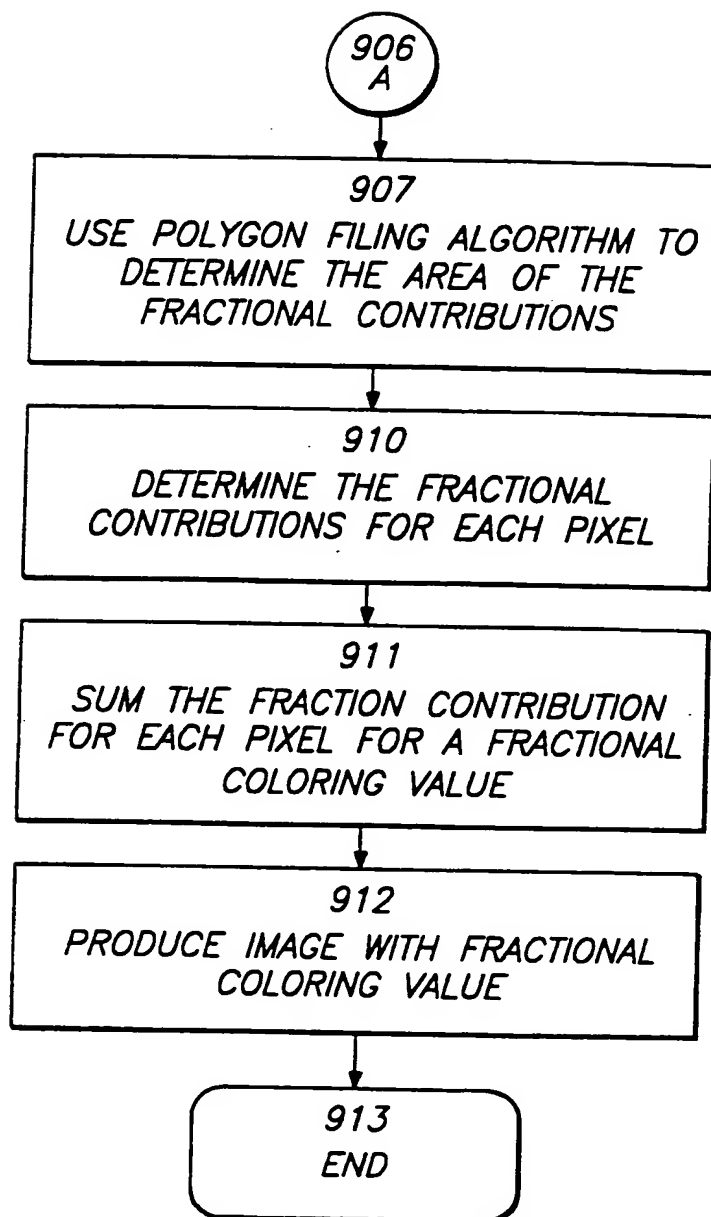 906
A
907
USE POLYGON FILING ALGORITHM TO
DETERMINE THE AREA OF THE
FRACTIONAL CONTRIBUTIONS
910
DETERMINE THE FRACTIONAL
CONTRIBUTIONS FOR EACH PIXEL
911
SUM THE FRACTION CONTRIBUTION
FOR EACH PIXEL FOR A FRACTIONAL
COLORING VALUE
912
PRODUCE IMAGE WITH FRACTIONAL
COLORING VALUE
913
END